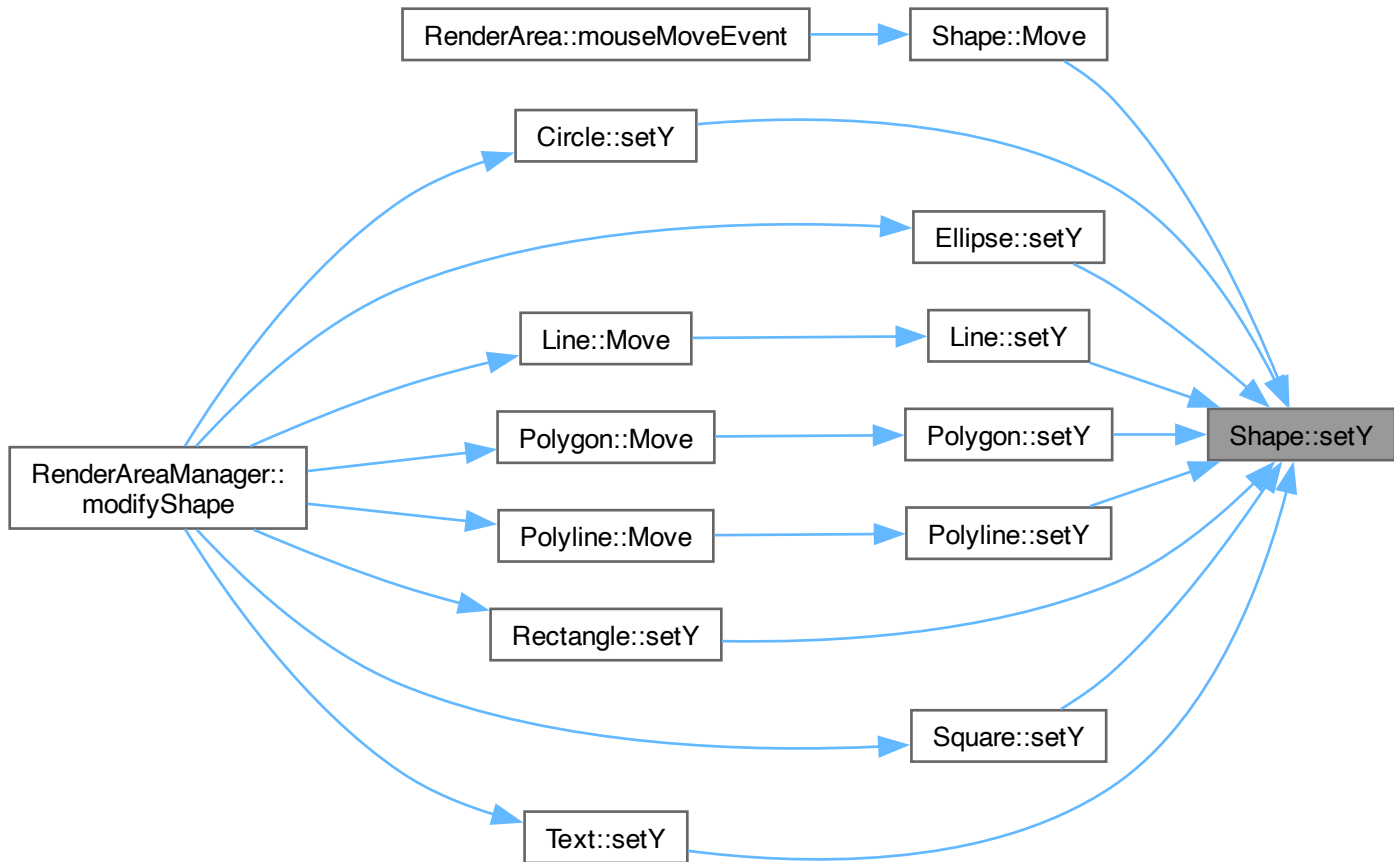 RenderArea::mouseMoveEvent
Shape::Move
Circle::setY
Ellipse::setY
Line::Move
Line::setY
Polygon::Move
Polygon::setY
Shape::setY
RenderAreaManager::
modifyShape
Polyline::Move
Polyline::setY
Rectangle::setY
Square::setY
Text::setY